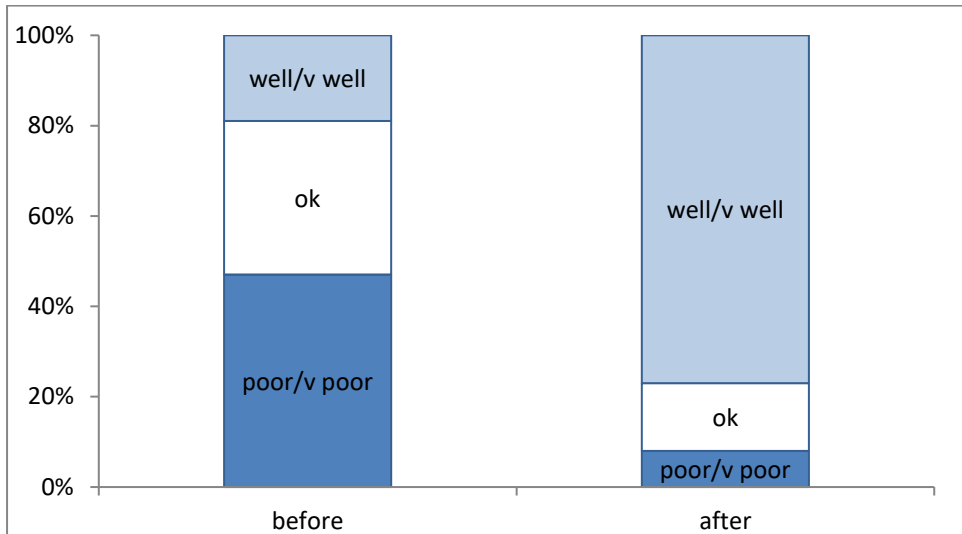 100%
well/v well
80%
ok
60%
well/v well
40%
poor/v poor
20%
ok
poor/v poor
0%
before
after